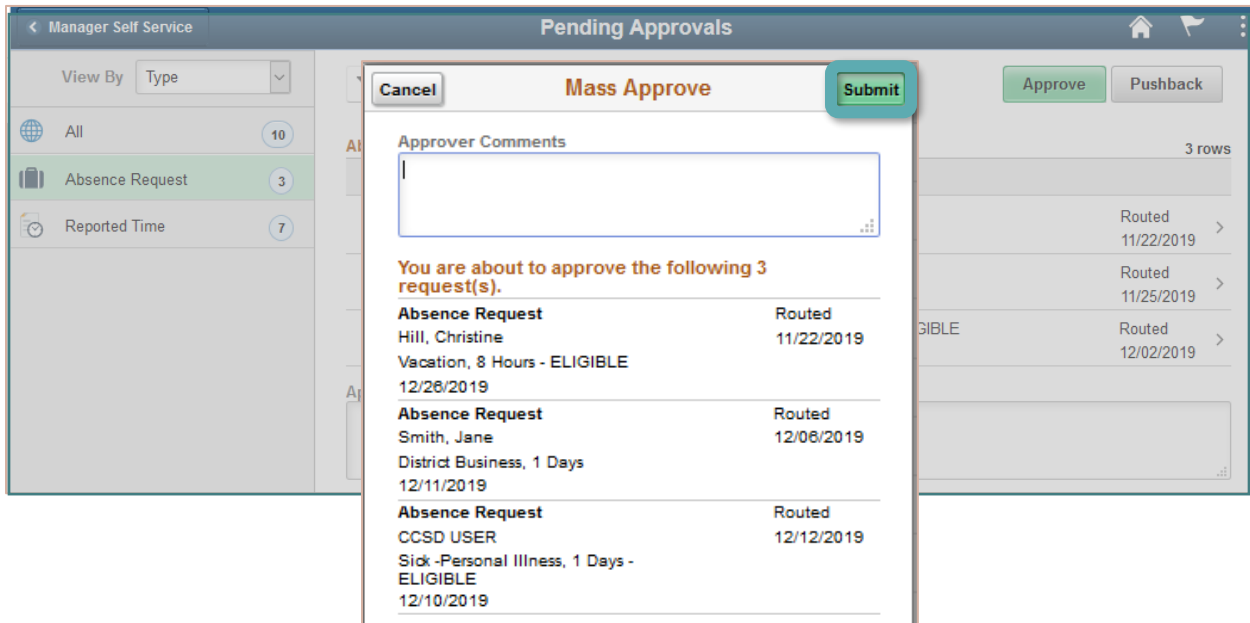 Manager Self Service
Pending Approvals
View By Type
All 10
Absence Request 3
Reported Time 7
Approve Pushback
3 rows
Routed
11/22/2019
Routed
11/25/2019
GIBLE Routed
12/02/2019
Cancel Mass Approve Submit
Approver Comments
You are about to approve the following 3
request(s).
Absence Request Routed
Hill, Christine 11/22/2019
Vacation, 8 Hours - ELIGIBLE
12/26/2019
Absence Request Routed
Smith, Jane 12/06/2019
District Business, 1 Days
12/11/2019
Absence Request Routed
CCSD USER 12/12/2019
Sick -Personal Illness, 1 Days -
ELIGIBLE
12/10/2019